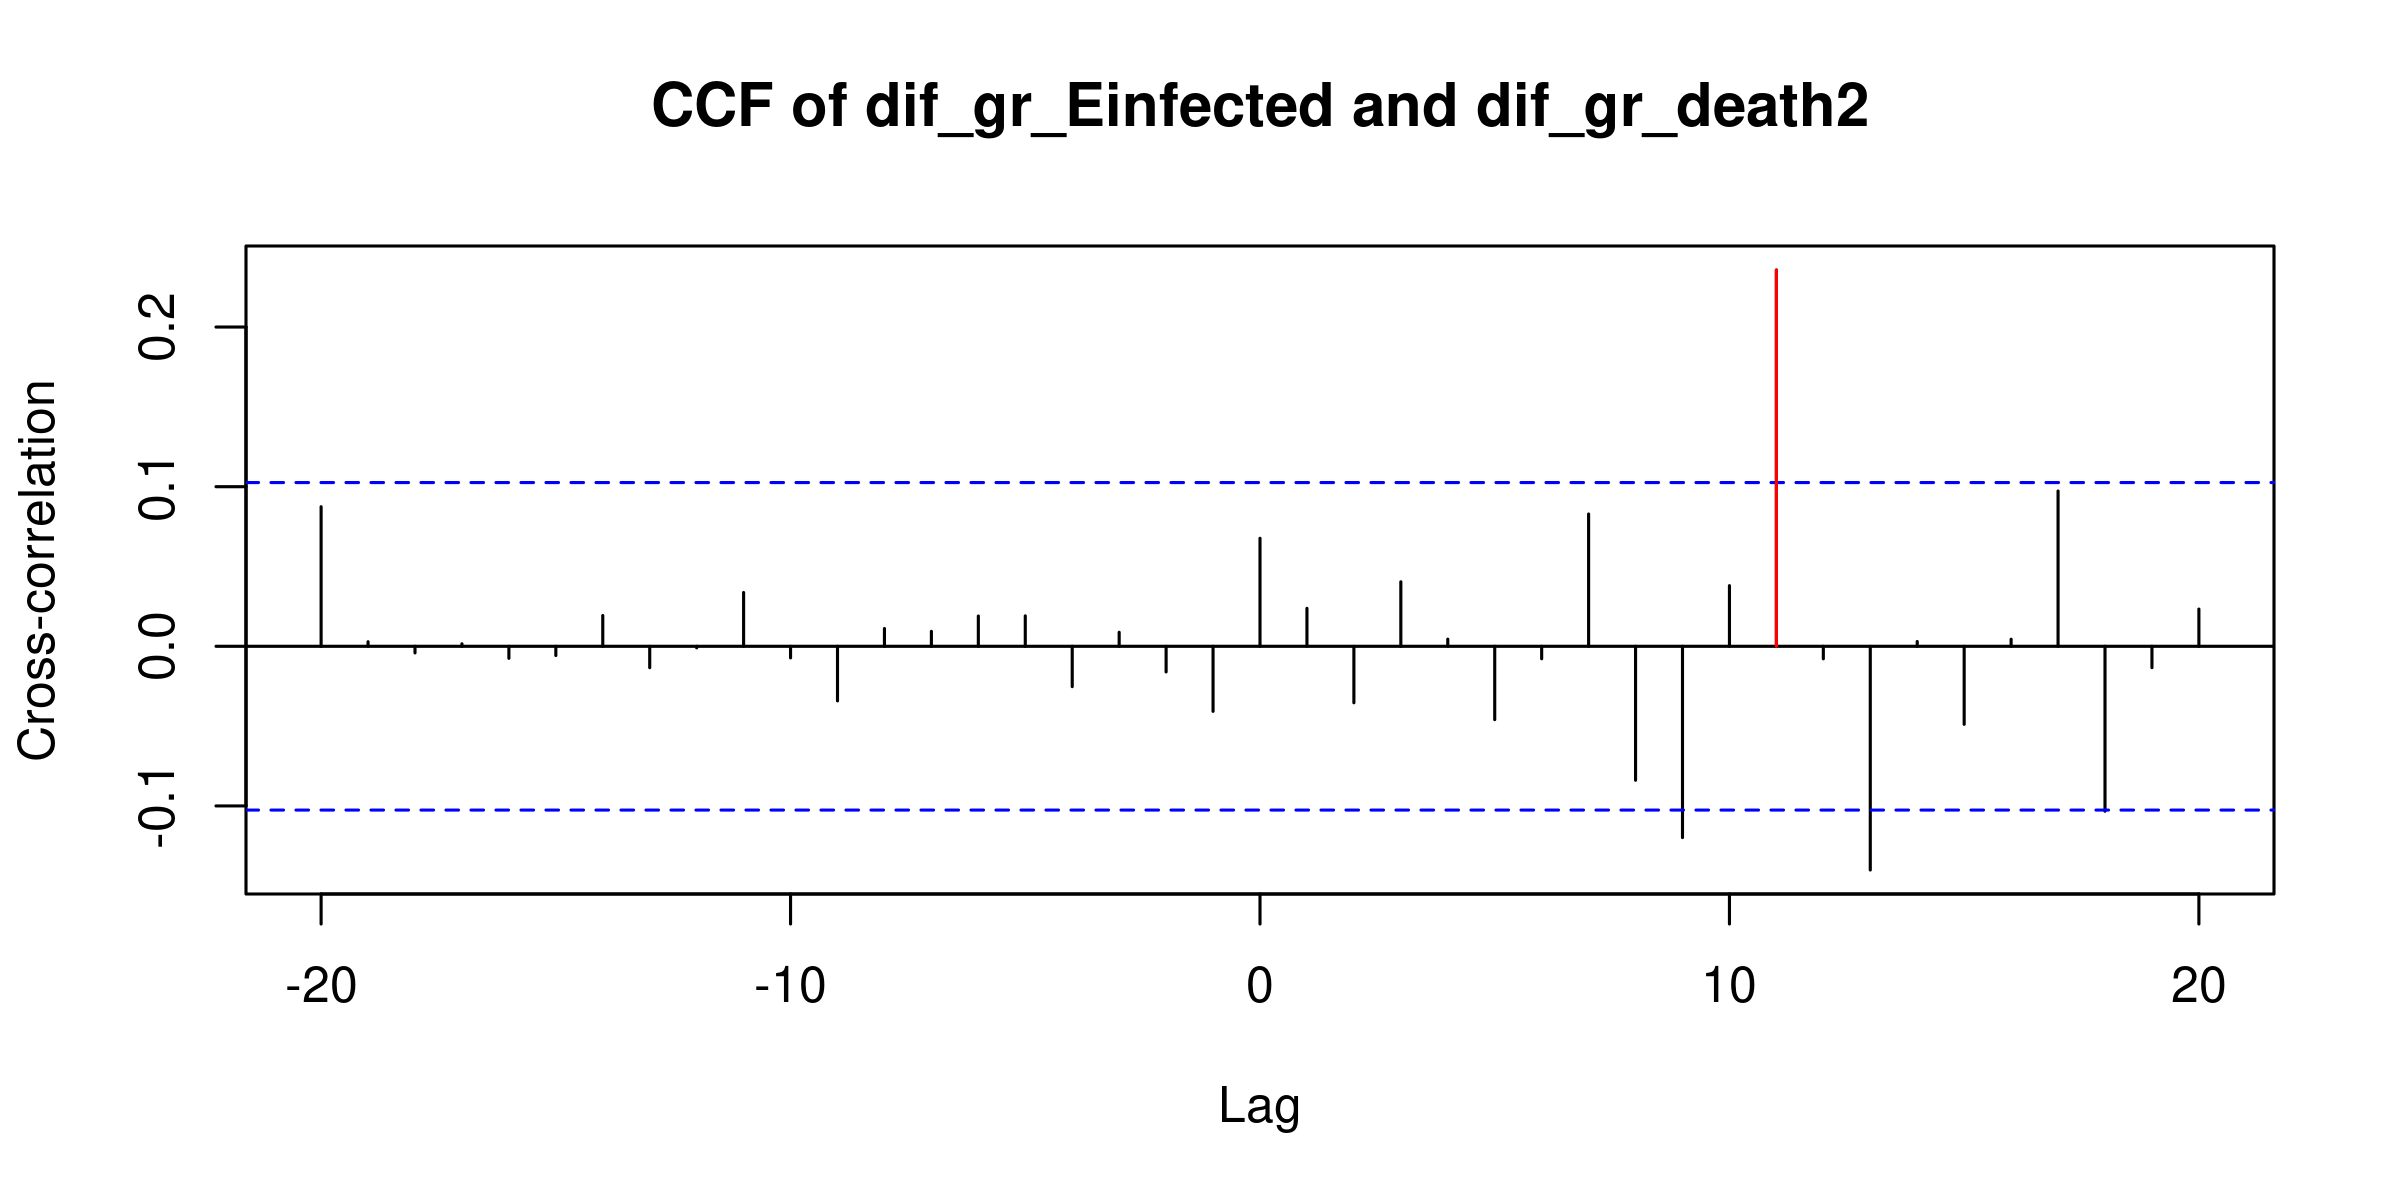 CCF of dif_gr_Einfected and dif_gr_death2
Cross-correlation
0.2
0.1
0.0
-0.1
-20 -10 0 10 20
Lag